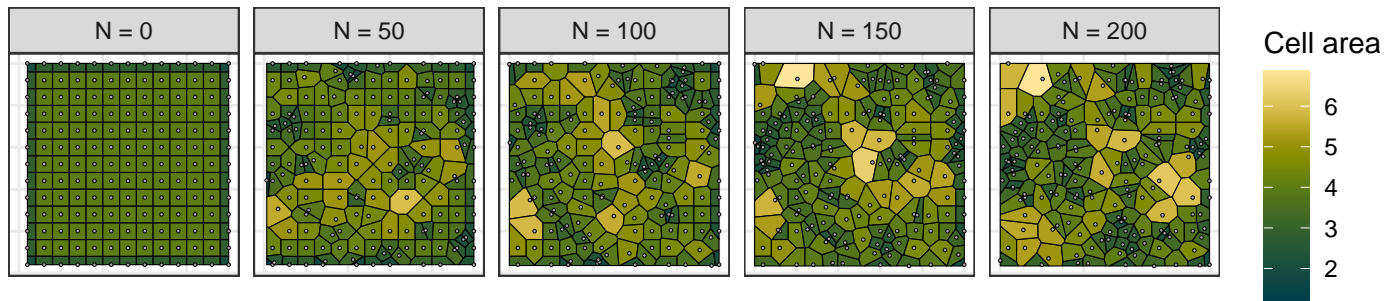 N = 0
N = 50
N = 100
N = 150
N = 200
Cell area
6
5
4
3
2